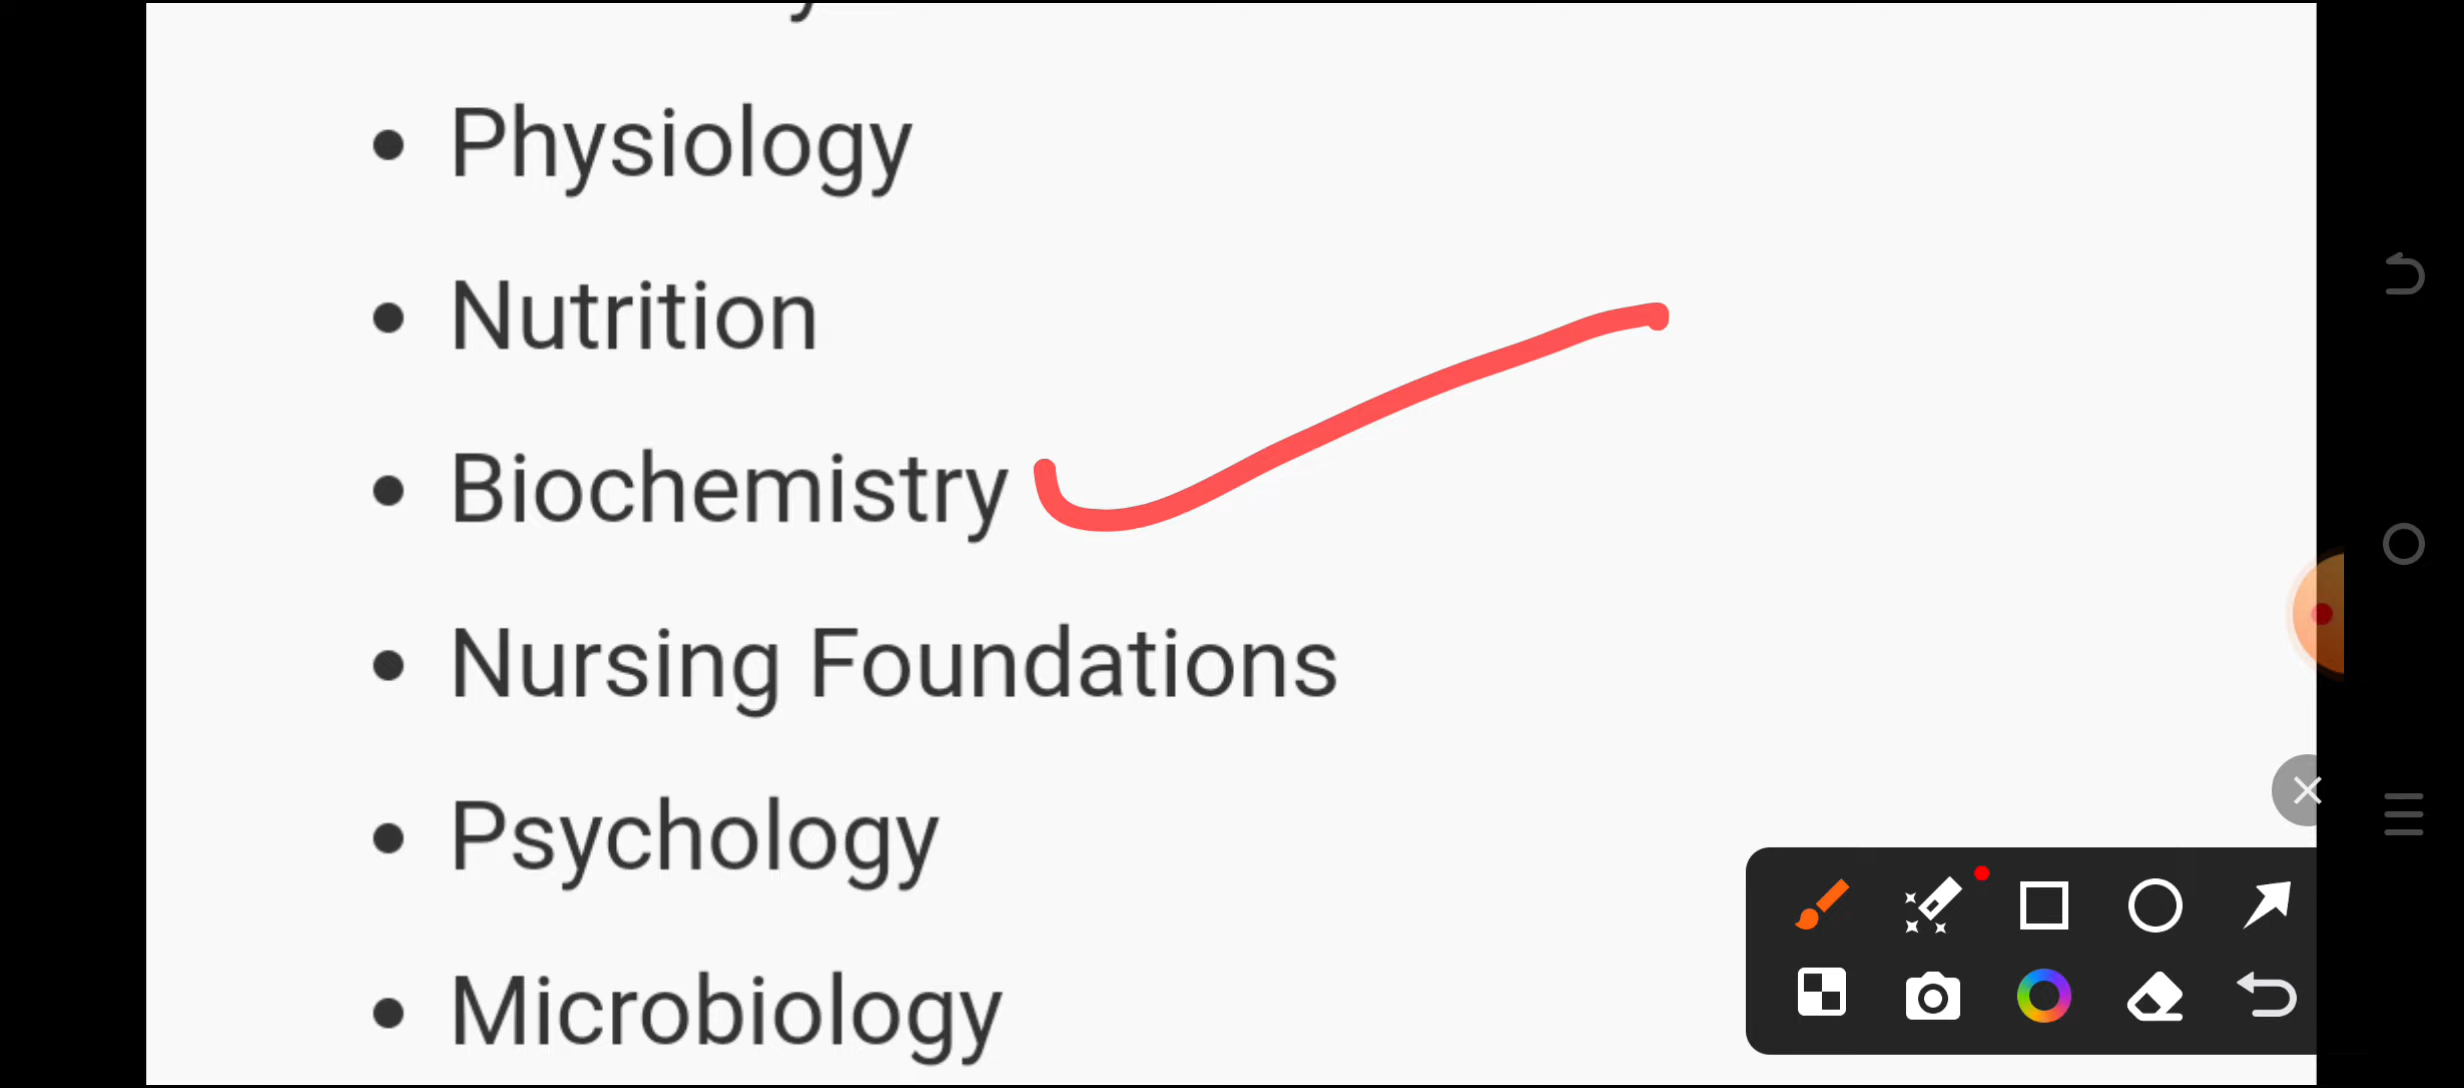 • Physiology
• Nutrition
• Biochemistry
• Nursing Foundations
• Psychology
• Microbiology